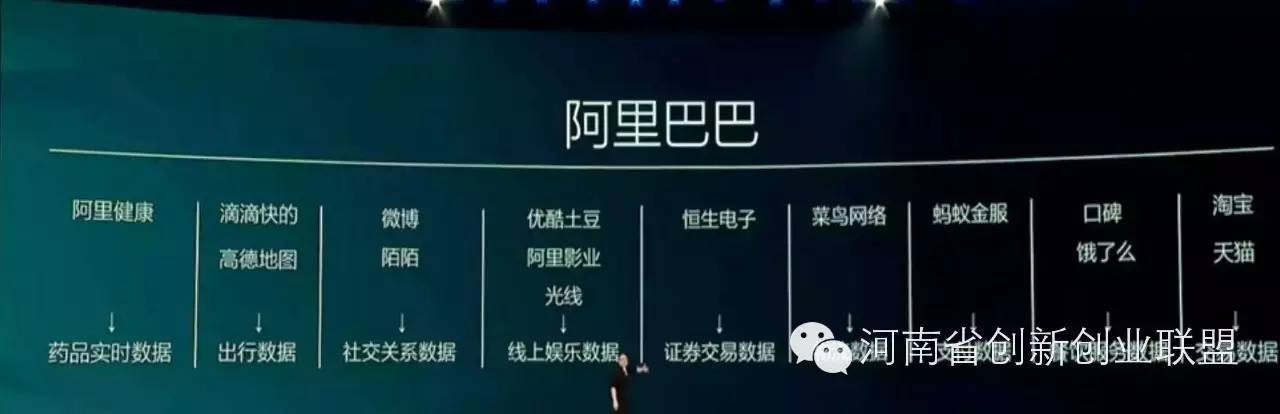 阿里巴巴
阿里健康
药品实时数据
滴滴快的
高德地图
出行数据
微博
陌陌
社交关系数据
优酷土豆
阿里影业
光线
线上娱乐数据
恒生电子
证券交易数据
菜鸟网络
数据
蚂蚁金服
数据
口碑
饿了么
数据
淘宝
天猫
数据
河南省创新创业联盟